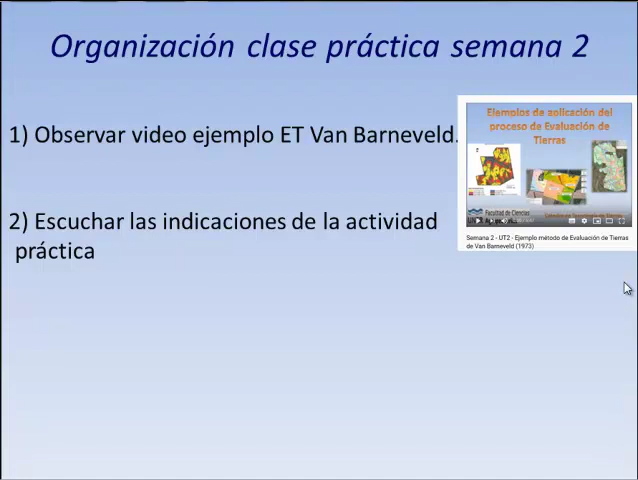 Organización clase práctica semana 2
1) Observar video ejemplo ET Van Barneveld.
Ejemplos de aplicación del
proceso de Evaluación de
Tierras
Facultad de Ciencias
Semana 2 - UT2 - Ejemplo método de Evaluación de Tierras
de Van Barneveld (1973)
2) Escuchar las indicaciones de la actividad
práctica